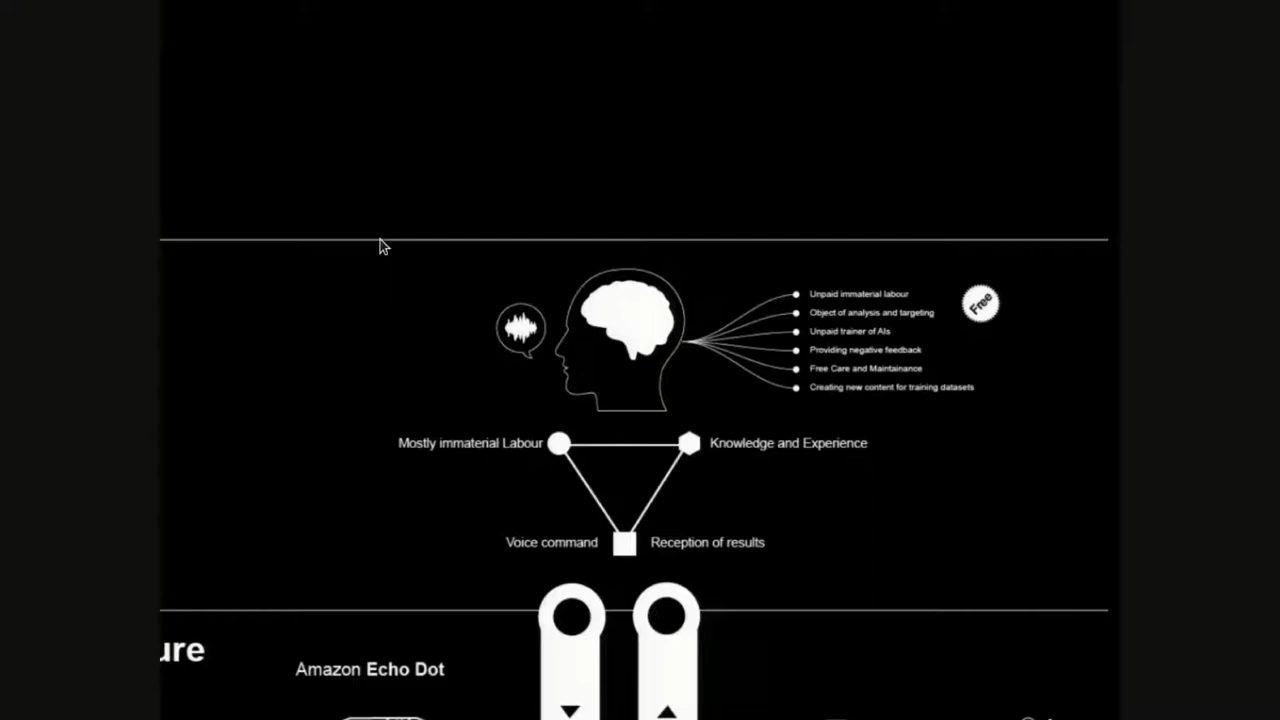 Unpaid immaterial labour
Object of analysis and targeting
Unpaid trainer of AIs
Providing negative feedback
Free Care and Maintainance
Creating new content for training datasets
Free
Mostly immaterial Labour
Knowledge and Experience
Voice command
Reception of results
ure
Amazon Echo Dot